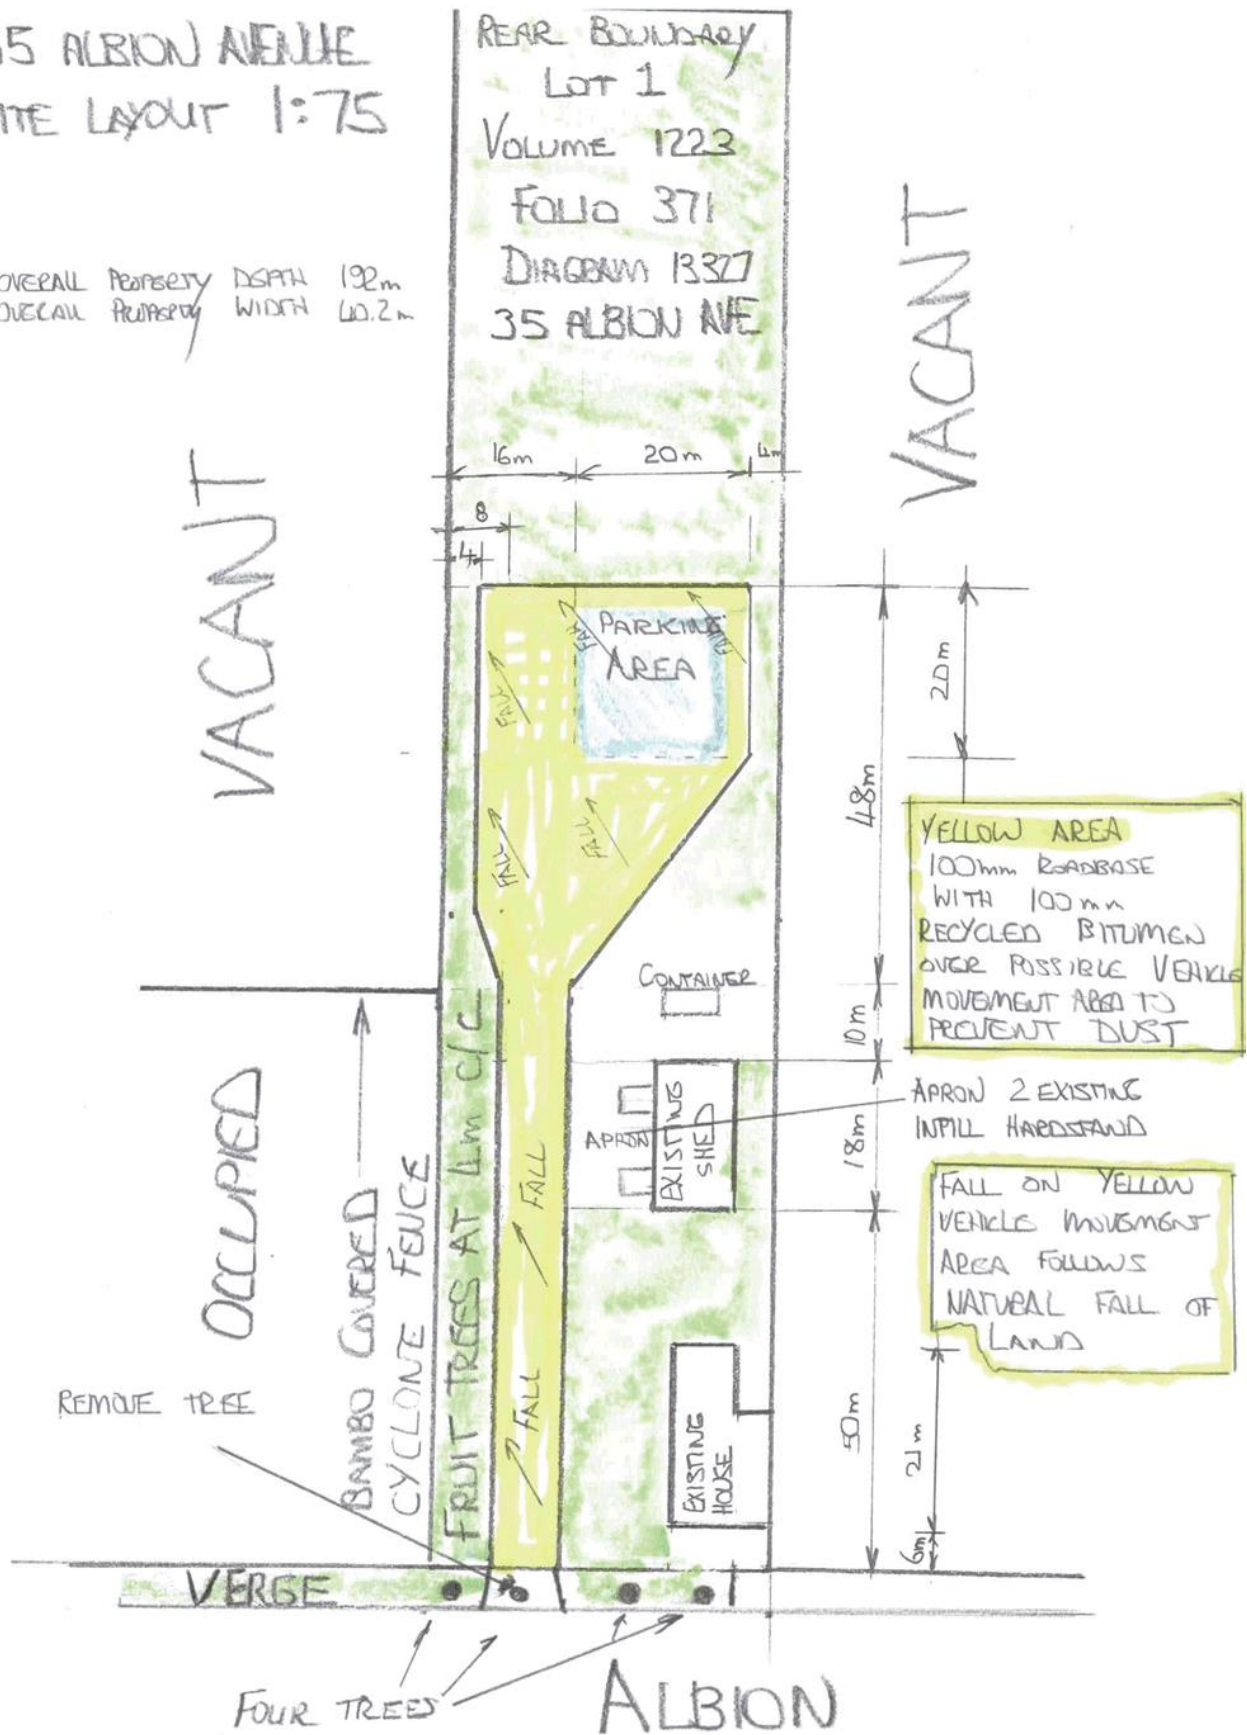 35 ALBION AVENUE
SITE LAYOUT 1:75
OVERALL PROPERTY DEPTH 192m
OVERALL PROPERTY WIDTH 40.2m
REAR BOUNDARY
LOT 1
VOLUME 1223
FOLIO 371
DIAGRAM 13327
35 ALBION AVE
VACANT
VACANT
16m
20m
4m
8
4
PARKING
AREA
FALL
FALL
FALL
FALL
FALL
20m
48m
YELLOW AREA
100mm ROADBASE
WITH 100mm
RECYCLED BITUMEN
OVER POSSIBLE VEHICLE
MOVEMENT AREA TO
PREVENT DUST
CONTAINER
10m
APRON
EXISTING
SHED
18m
APRON 2 EXISTING
INFILL HARDSTAND
OCCUPIED
BAMBO COVERED
CYCLONE FENCE
FRUIT TREES AT 4m C/C
FALL
FALL
FALL ON YELLOW
VEHICLE MOVEMENT
AREA FOLLOWS
NATURAL FALL OF
LAND
REMOVE TREE
EXISTING
HOUSE
50m
21m
6m
VERGE
FOUR TREES
ALBION